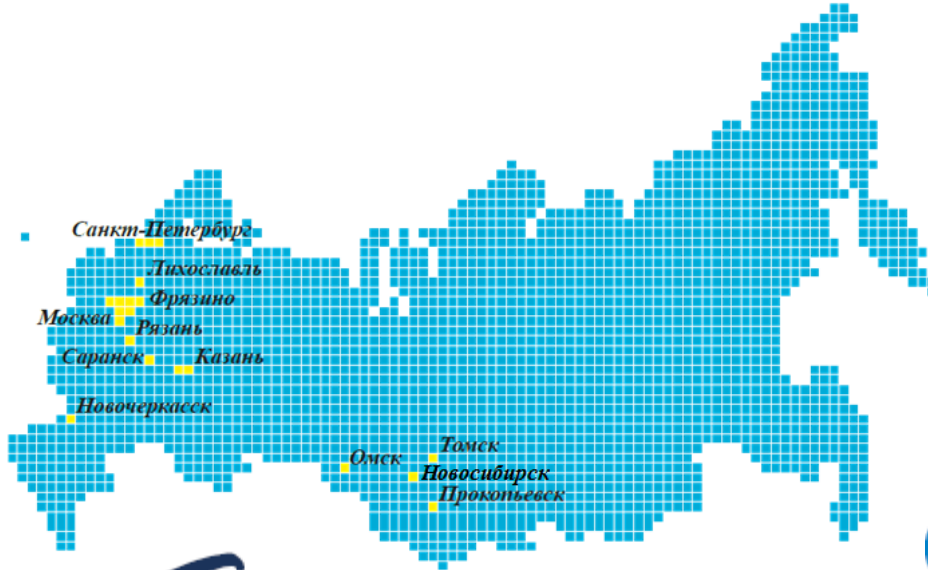 Санкт-Петербург
Лихославль
Фрязино
Москва
Рязань
Саранск
Казань
Новочеркасск
Томск
Омск
Новосибирск
Прокопьевск